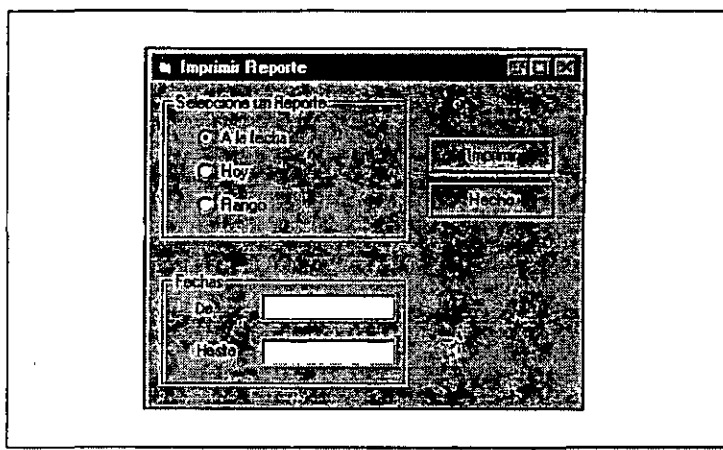 Imprimir Reporte
Seleccione un Reporte
A la fecha
Hoy
Rango
Imprimir
Hecho
Fechas
De
Hasta